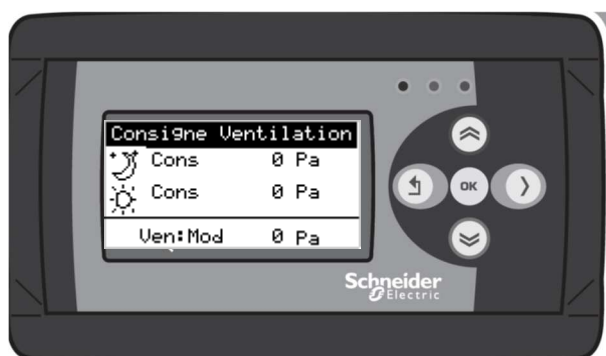 Consigne Ventilation
Cons 0 Pa
Cons 0 Pa
Ven:Mod 0 Pa
OK
Schneider
Electric